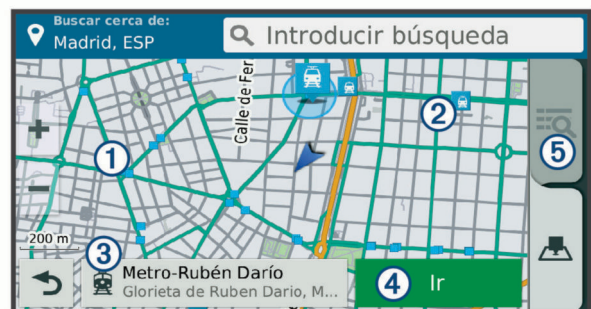 Buscar cerca de:
Madrid, ESP
Introducir búsqueda
Calle de Fer
2
1
5
200 m
3
Metro-Rubén Darío
Glorieta de Ruben Dario, M...
4
Ir